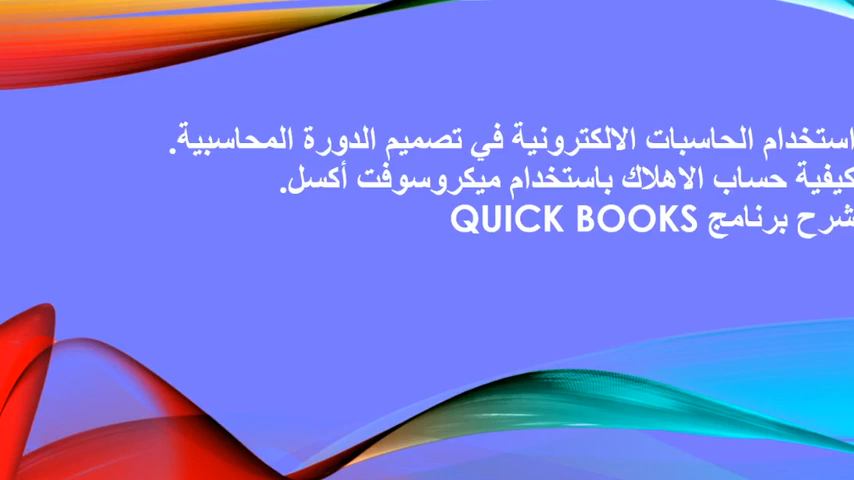 استخدام الحاسبات الالكترونية في تصميم الدورة المحاسبية.
كيفية حساب الاهلاك باستخدام ميكروسوفت أكسل.
شرح برنامج QUICK BOOKS